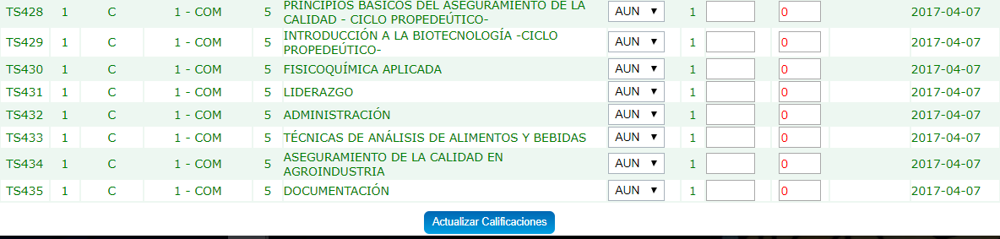 TS428 1 C 1 - COM 5 PRINCIPIOS BÁSICOS DEL ASEGURAMIENTO DE LA CALIDAD - CICLO PROPEDEÚTICO- AUN 1 0 2017-04-07
TS429 1 C 1 - COM 5 INTRODUCCIÓN A LA BIOTECNOLOGÍA -CICLO PROPEDEÚTICO- AUN 1 0 2017-04-07
TS430 1 C 1 - COM 5 FISICOQUÍMICA APLICADA AUN 1 0 2017-04-07
TS431 1 C 1 - COM 5 LIDERAZGO AUN 1 0 2017-04-07
TS432 1 C 1 - COM 5 ADMINISTRACIÓN AUN 1 0 2017-04-07
TS433 1 C 1 - COM 5 TÉCNICAS DE ANÁLISIS DE ALIMENTOS Y BEBIDAS AUN 1 0 2017-04-07
TS434 1 C 1 - COM 5 ASEGURAMIENTO DE LA CALIDAD EN AGROINDUSTRIA AUN 1 0 2017-04-07
TS435 1 C 1 - COM 5 DOCUMENTACIÓN AUN 1 0 2017-04-07
Actualizar Calificaciones